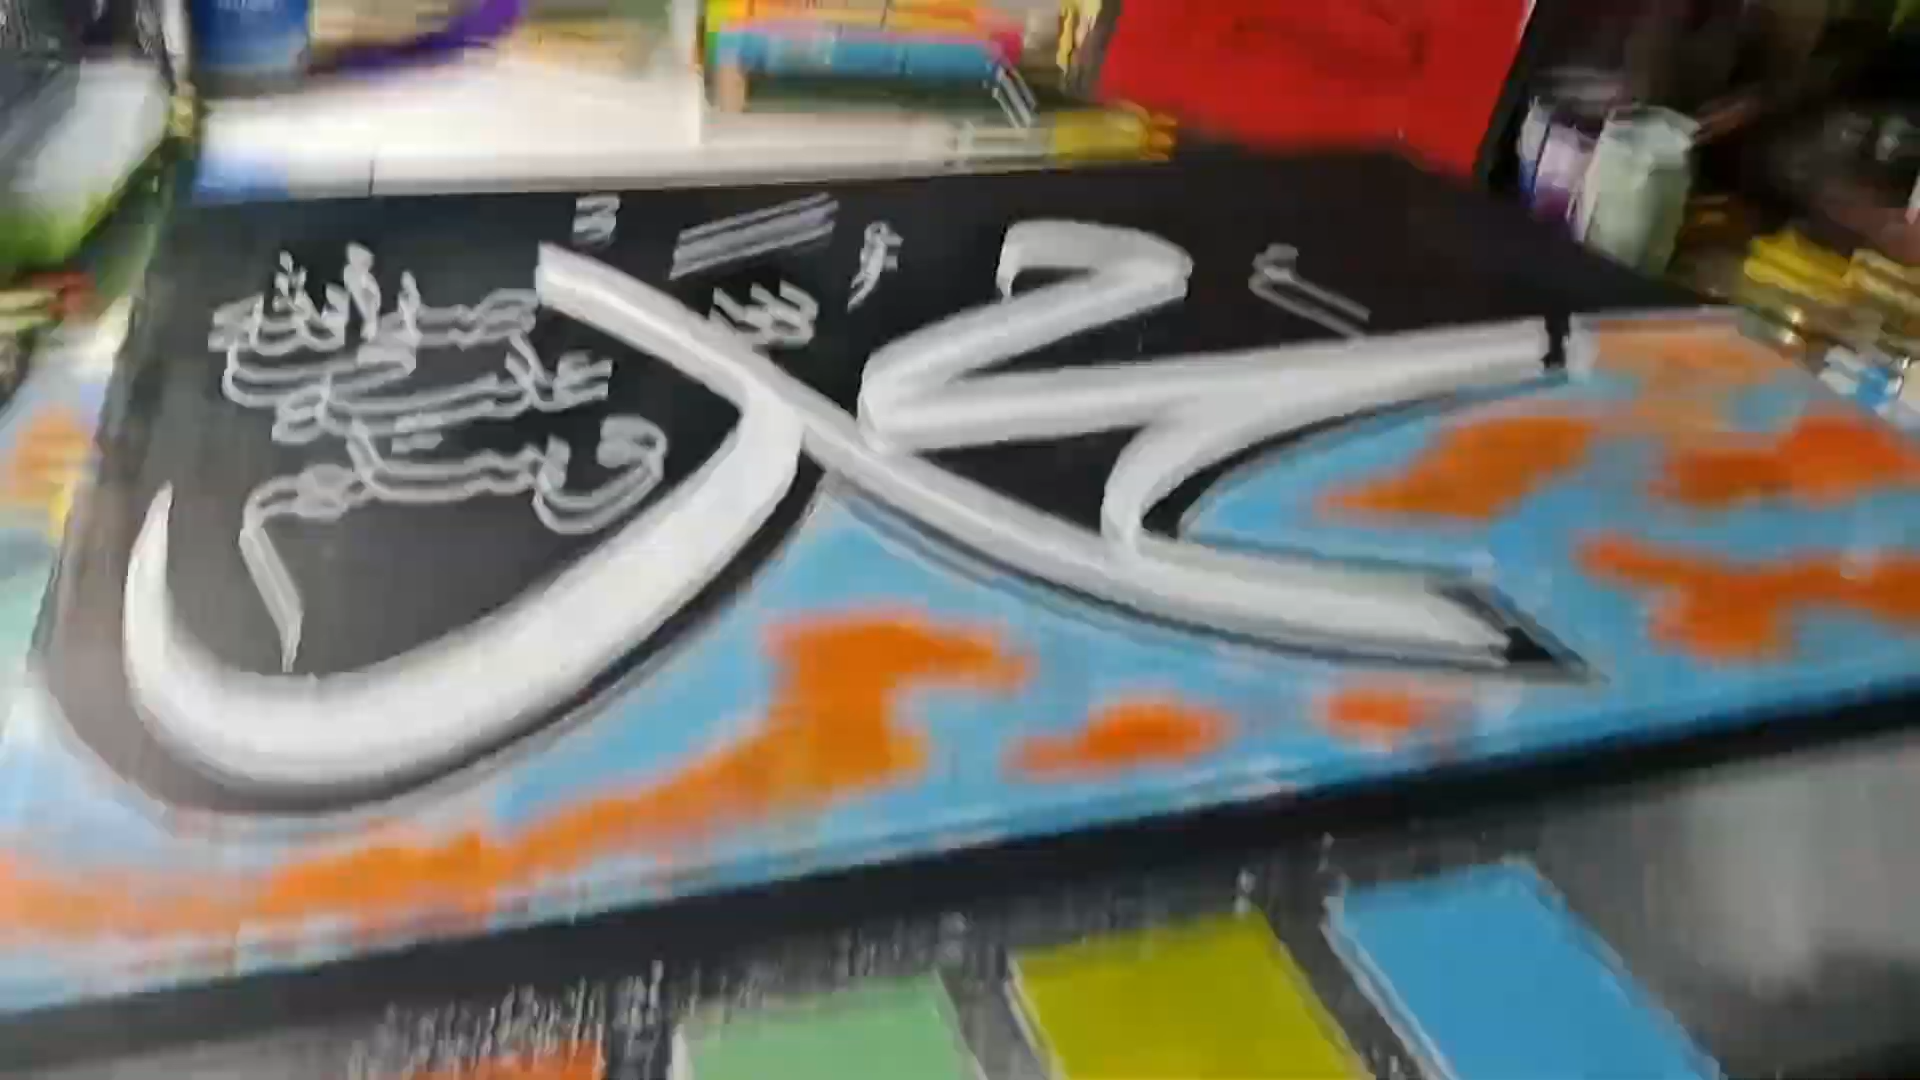 محمد
صلى الله
عليه
وسلم